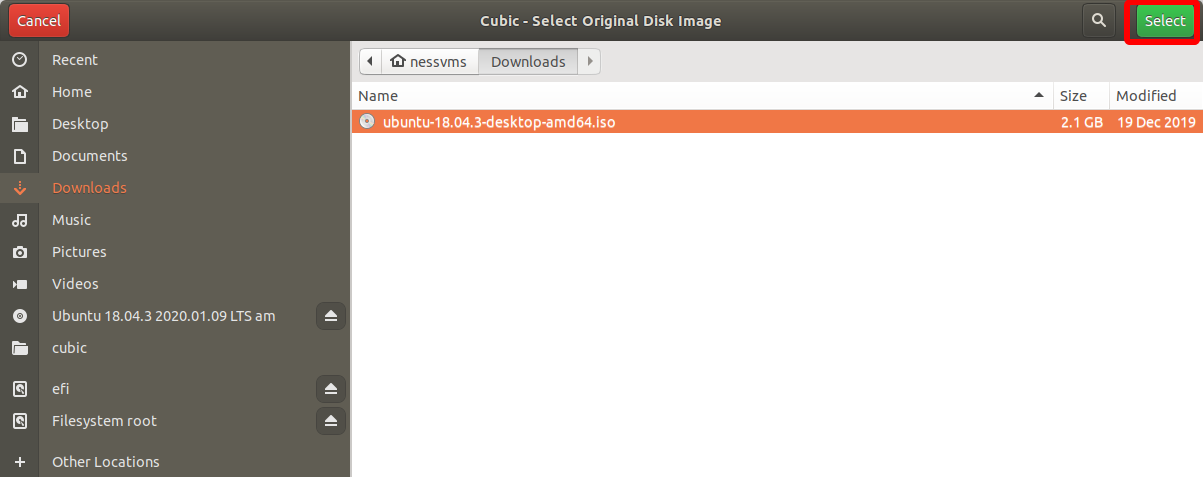 Cancel
Cubic - Select Original Disk Image
Select
Recent
Home
Desktop
Documents
Downloads
Music
Pictures
Videos
Ubuntu 18.04.3 2020.01.09 LTS am
cubic
efi
Filesystem root
Other Locations
nessvms Downloads
Name Size Modified
ubuntu-18.04.3-desktop-amd64.iso 2.1 GB 19 Dec 2019